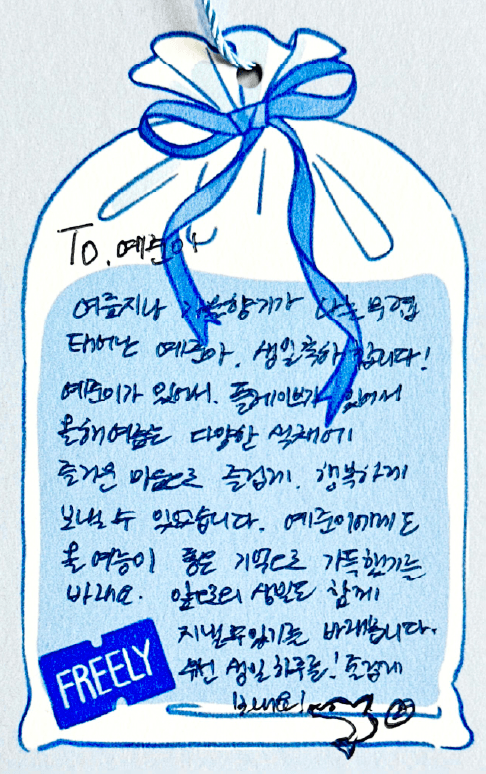 To. 예준아
여름지나 가을향기가 나는 무렵
태어난 예준아. 생일축하합니다!
예준이가 있어서. 플레이브가 있어서
올해여름은 다양한 색채에
즐거운 마음으로 즐겁게. 행복하게
보낼 수 있었습니다. 예준이에게도
올 여름이 좋은 기억으로 가득했기를
바래요. 앞으로의 생일도 함께
지낼 수 있기를 바래봅니다.
생일 하루를! 즐겁게
보내요!
FREELY